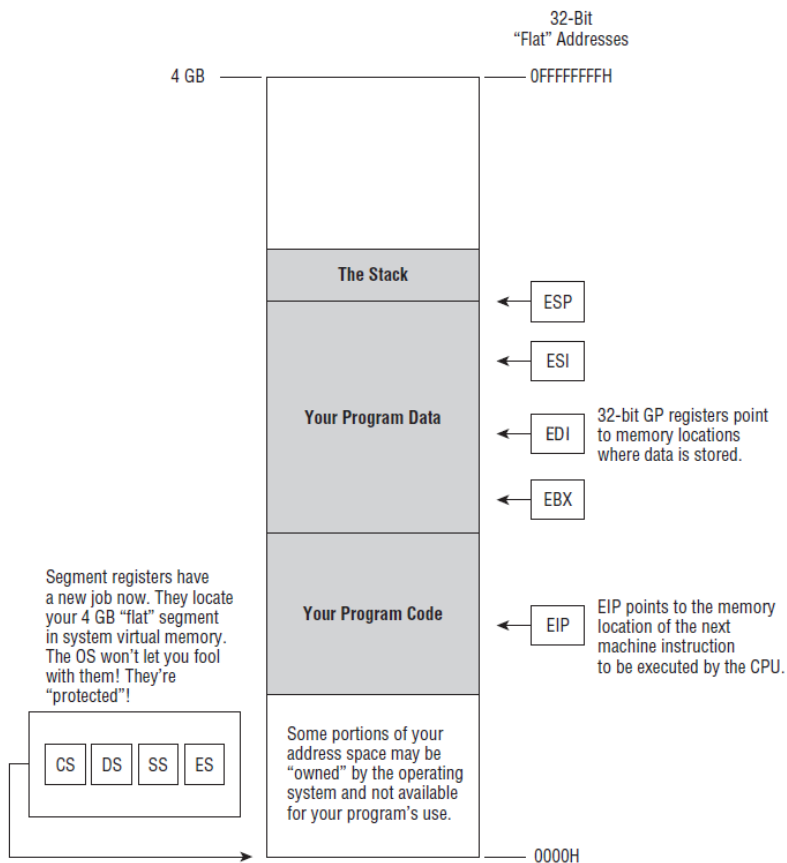 32-Bit
“Flat” Addresses
4 GB
0FFFFFFFFH
The Stack
ESP
ESI
Your Program Data
EDI
32-bit GP registers point
to memory locations
where data is stored.
EBX
Segment registers have
a new job now. They locate
your 4 GB “flat” segment
in system virtual memory.
The OS won’t let you fool
with them! They’re
“protected”!
Your Program Code
EIP
EIP points to the memory
location of the next
machine instruction
to be executed by the CPU.
CS
DS
SS
ES
Some portions of your
address space may be
“owned” by the operating
system and not available
for your program’s use.
0000H